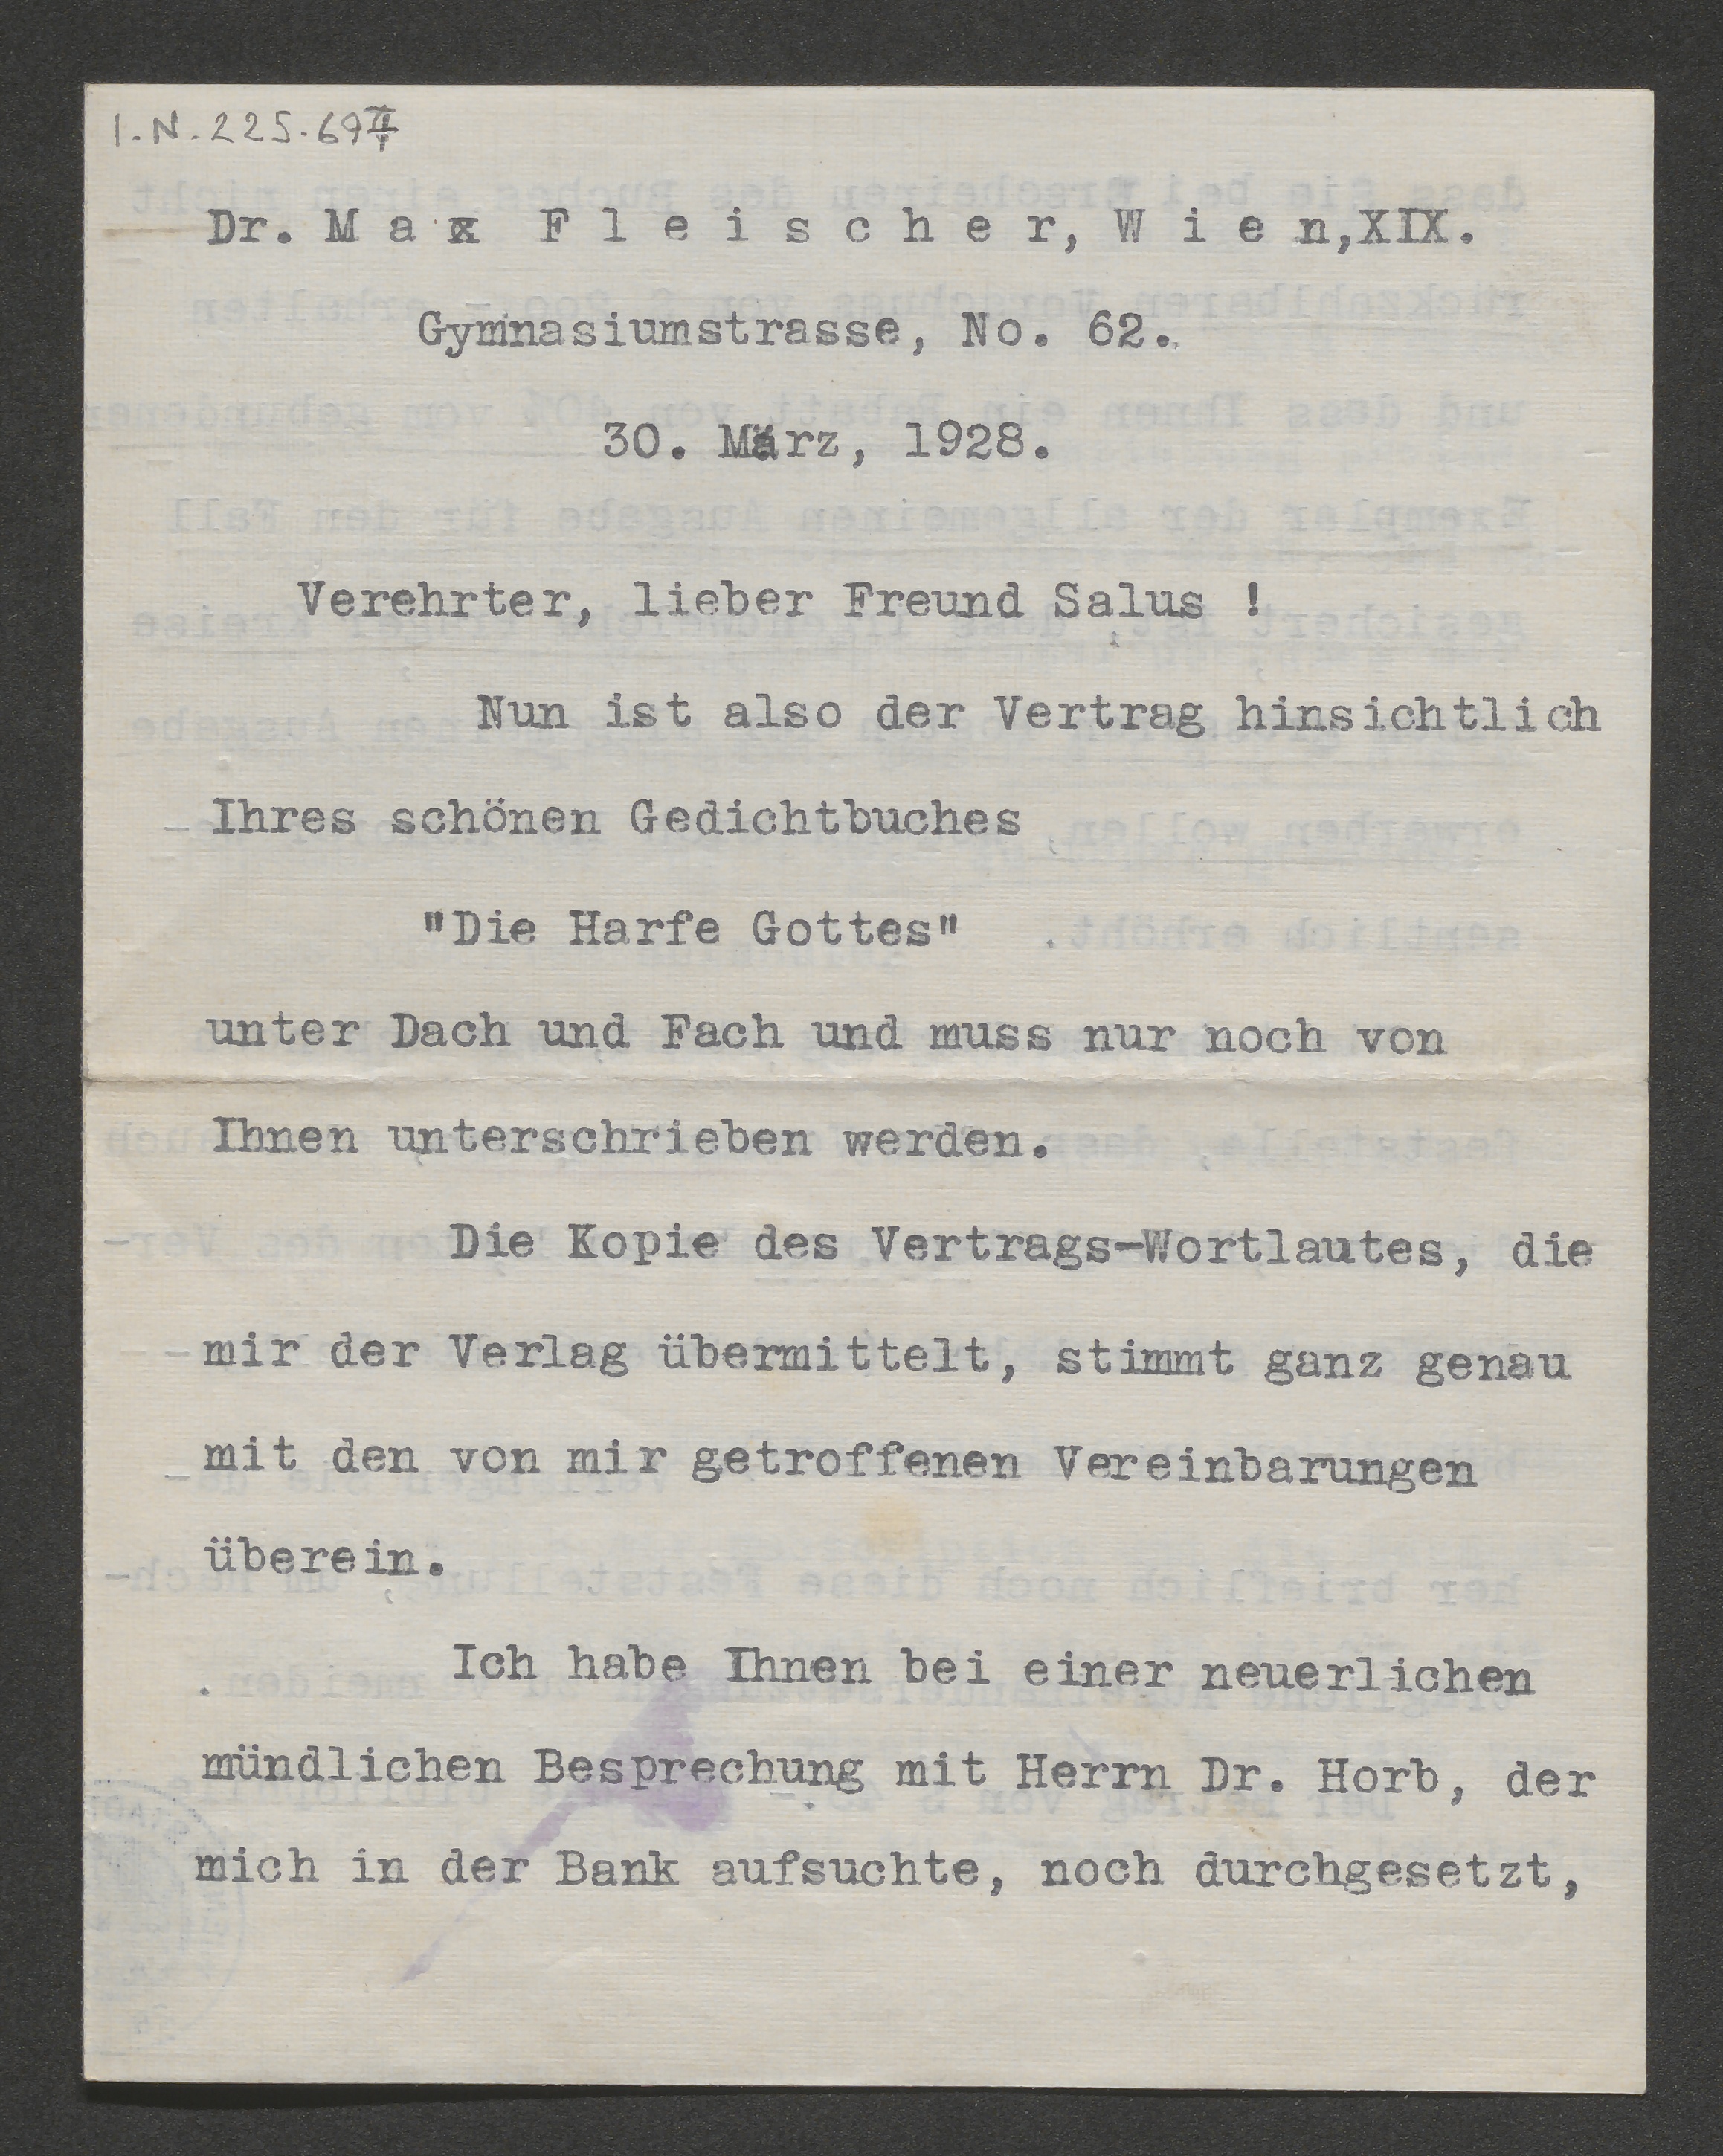 I.N. 225.697
Dr. M a x F l e i s c h e r, W i e n,XIX.
Gymnasiumstrasse, No. 62.
30. März, 1928.
Verehrter, lieber Freund Salus !
Nun ist also der Vertrag hinsichtlich
Ihres schönen Gedichtbuches
"Die Harfe Gottes"
unter Dach und Fach und muss nur noch von
Ihnen unterschrieben werden.
Die Kopie des Vertrags-Wortlautes, die
mir der Verlag übermittelt, stimmt ganz genau
mit den von mir getroffenen Vereinbarungen
überein.
Ich habe Ihnen bei einer neuerlichen
mündlichen Besprechung mit Herrn Dr. Horb, der
mich in der Bank aufsuchte, noch durchgesetzt,